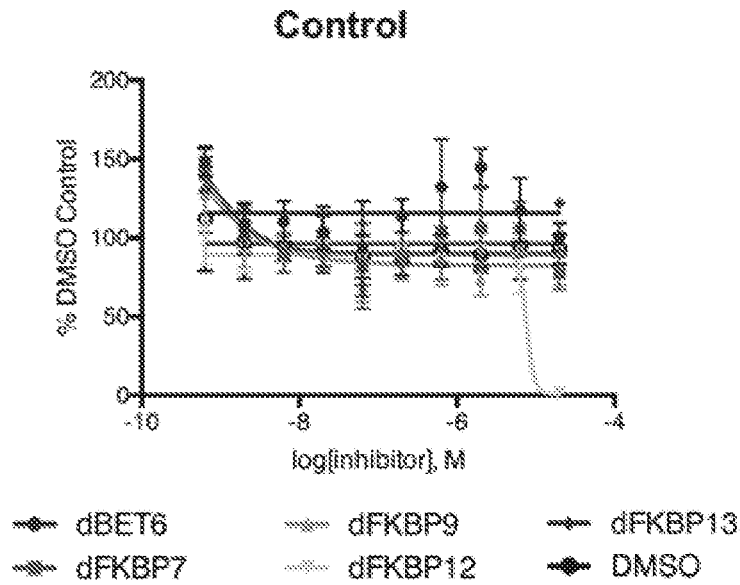 Control
% DMSO Control
200
150
100
50
0
-10 -8 -6 -4
log[inhibitor], M
dBET6 dFKBP9 dFKBP13
dFKBP7 dFKBP12 DMSO